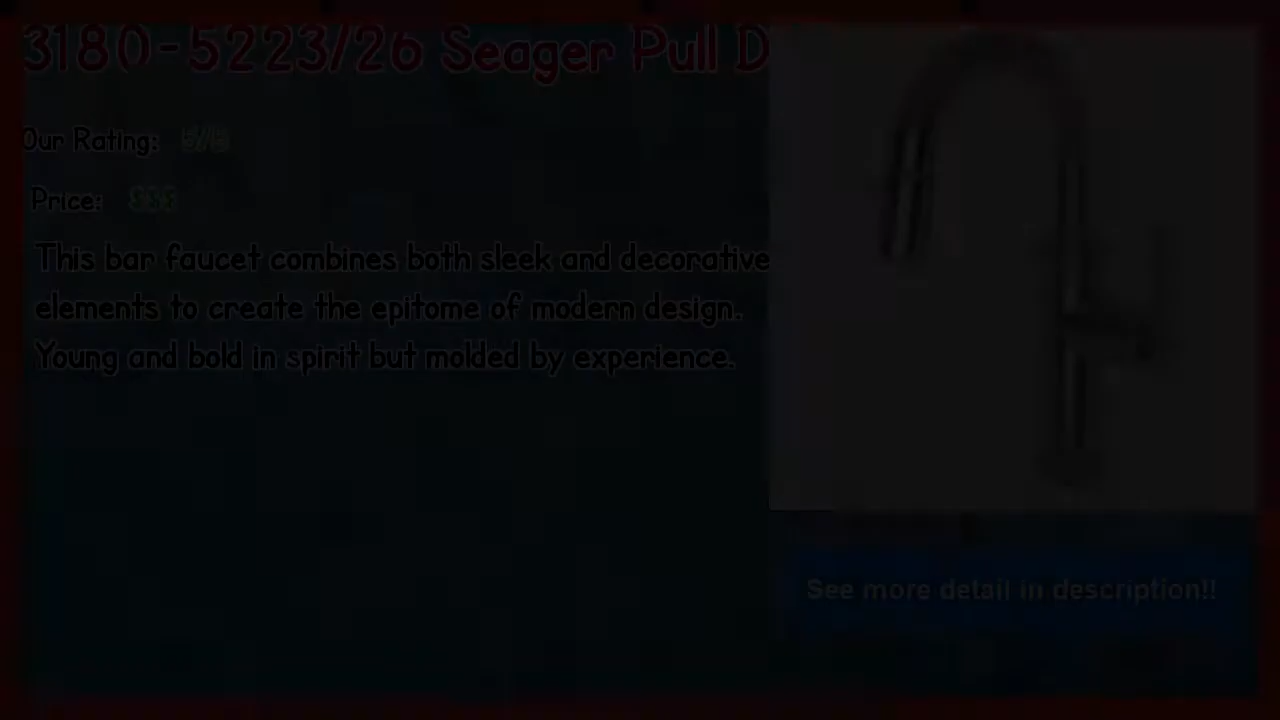 3180-5223/26 Seager Pull D
Our Rating: 5/5
Price: $$$
This bar faucet combines both sleek and decorative
elements to create the epitome of modern design.
Young and bold in spirit but molded by experience.
See more detail in description!!